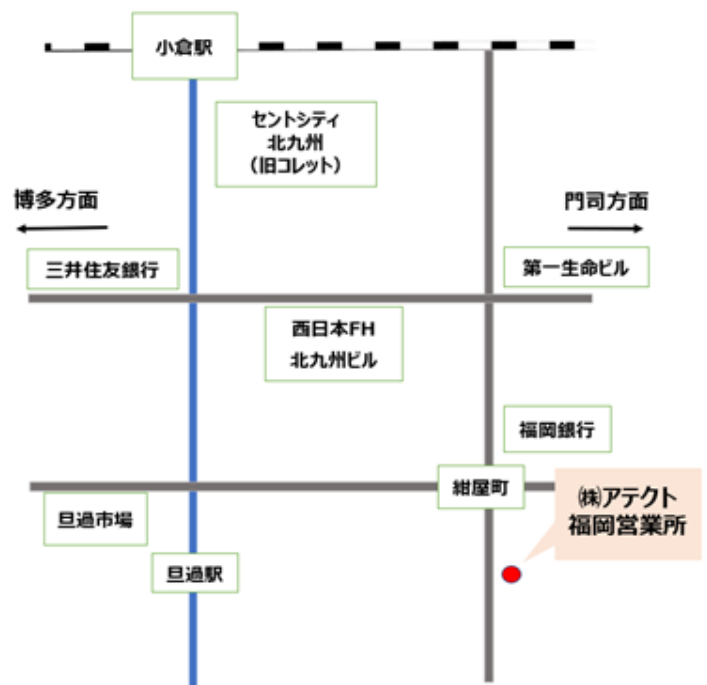 小倉駅
セントシティ
北九州
（旧コレット）
博多方面
門司方面
三井住友銀行
第一生命ビル
西日本FH
北九州ビル
福岡銀行
紺屋町
㈱アテクト
福岡営業所
旦過市場
旦過駅